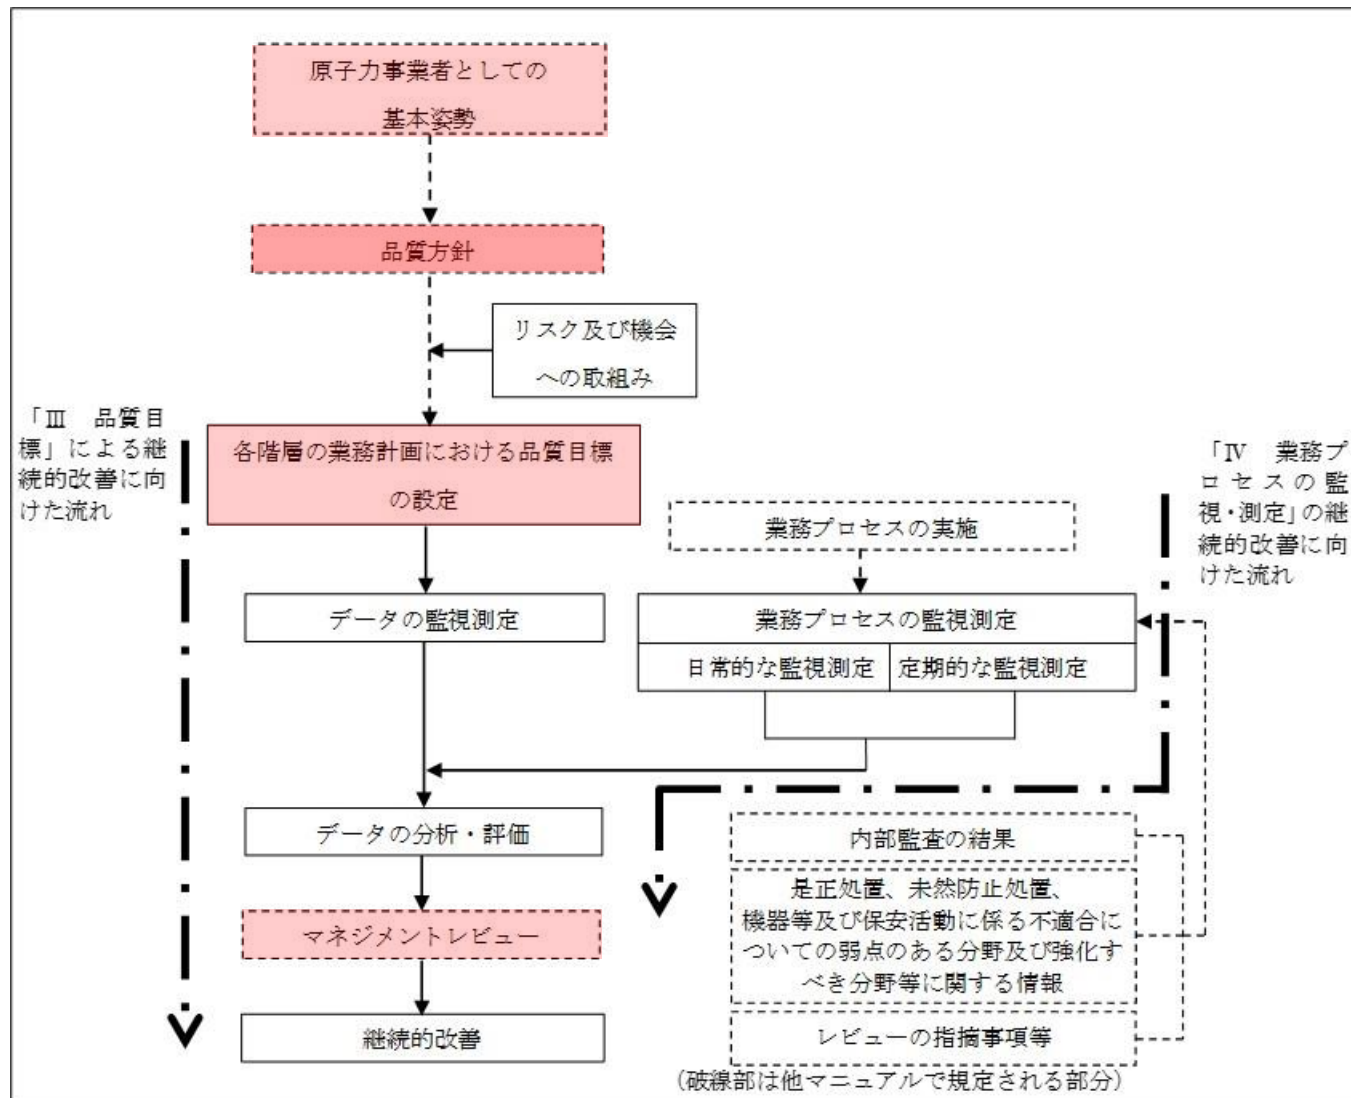 原子力事業者としての
基本姿勢
品質方針
リスク及び機会
への取組み
「Ⅲ　品質目
標」による継
続的改善に向
けた流れ
各階層の業務計画における品質目標
の設定
「Ⅳ　業務プ
ロセスの監
視・測定」の継
続的改善に向
けた流れ
業務プロセスの実施
データの監視測定
業務プロセスの監視測定
日常的な監視測定
定期的な監視測定
データの分析・評価
内部監査の結果
是正処置、未然防止処置、
機器等及び保安活動に係る不適合に
ついての弱点のある分野及び強化す
べき分野等に関する情報
マネジメントレビュー
継続的改善
レビューの指摘事項等
（破線部は他マニュアルで規定される部分）